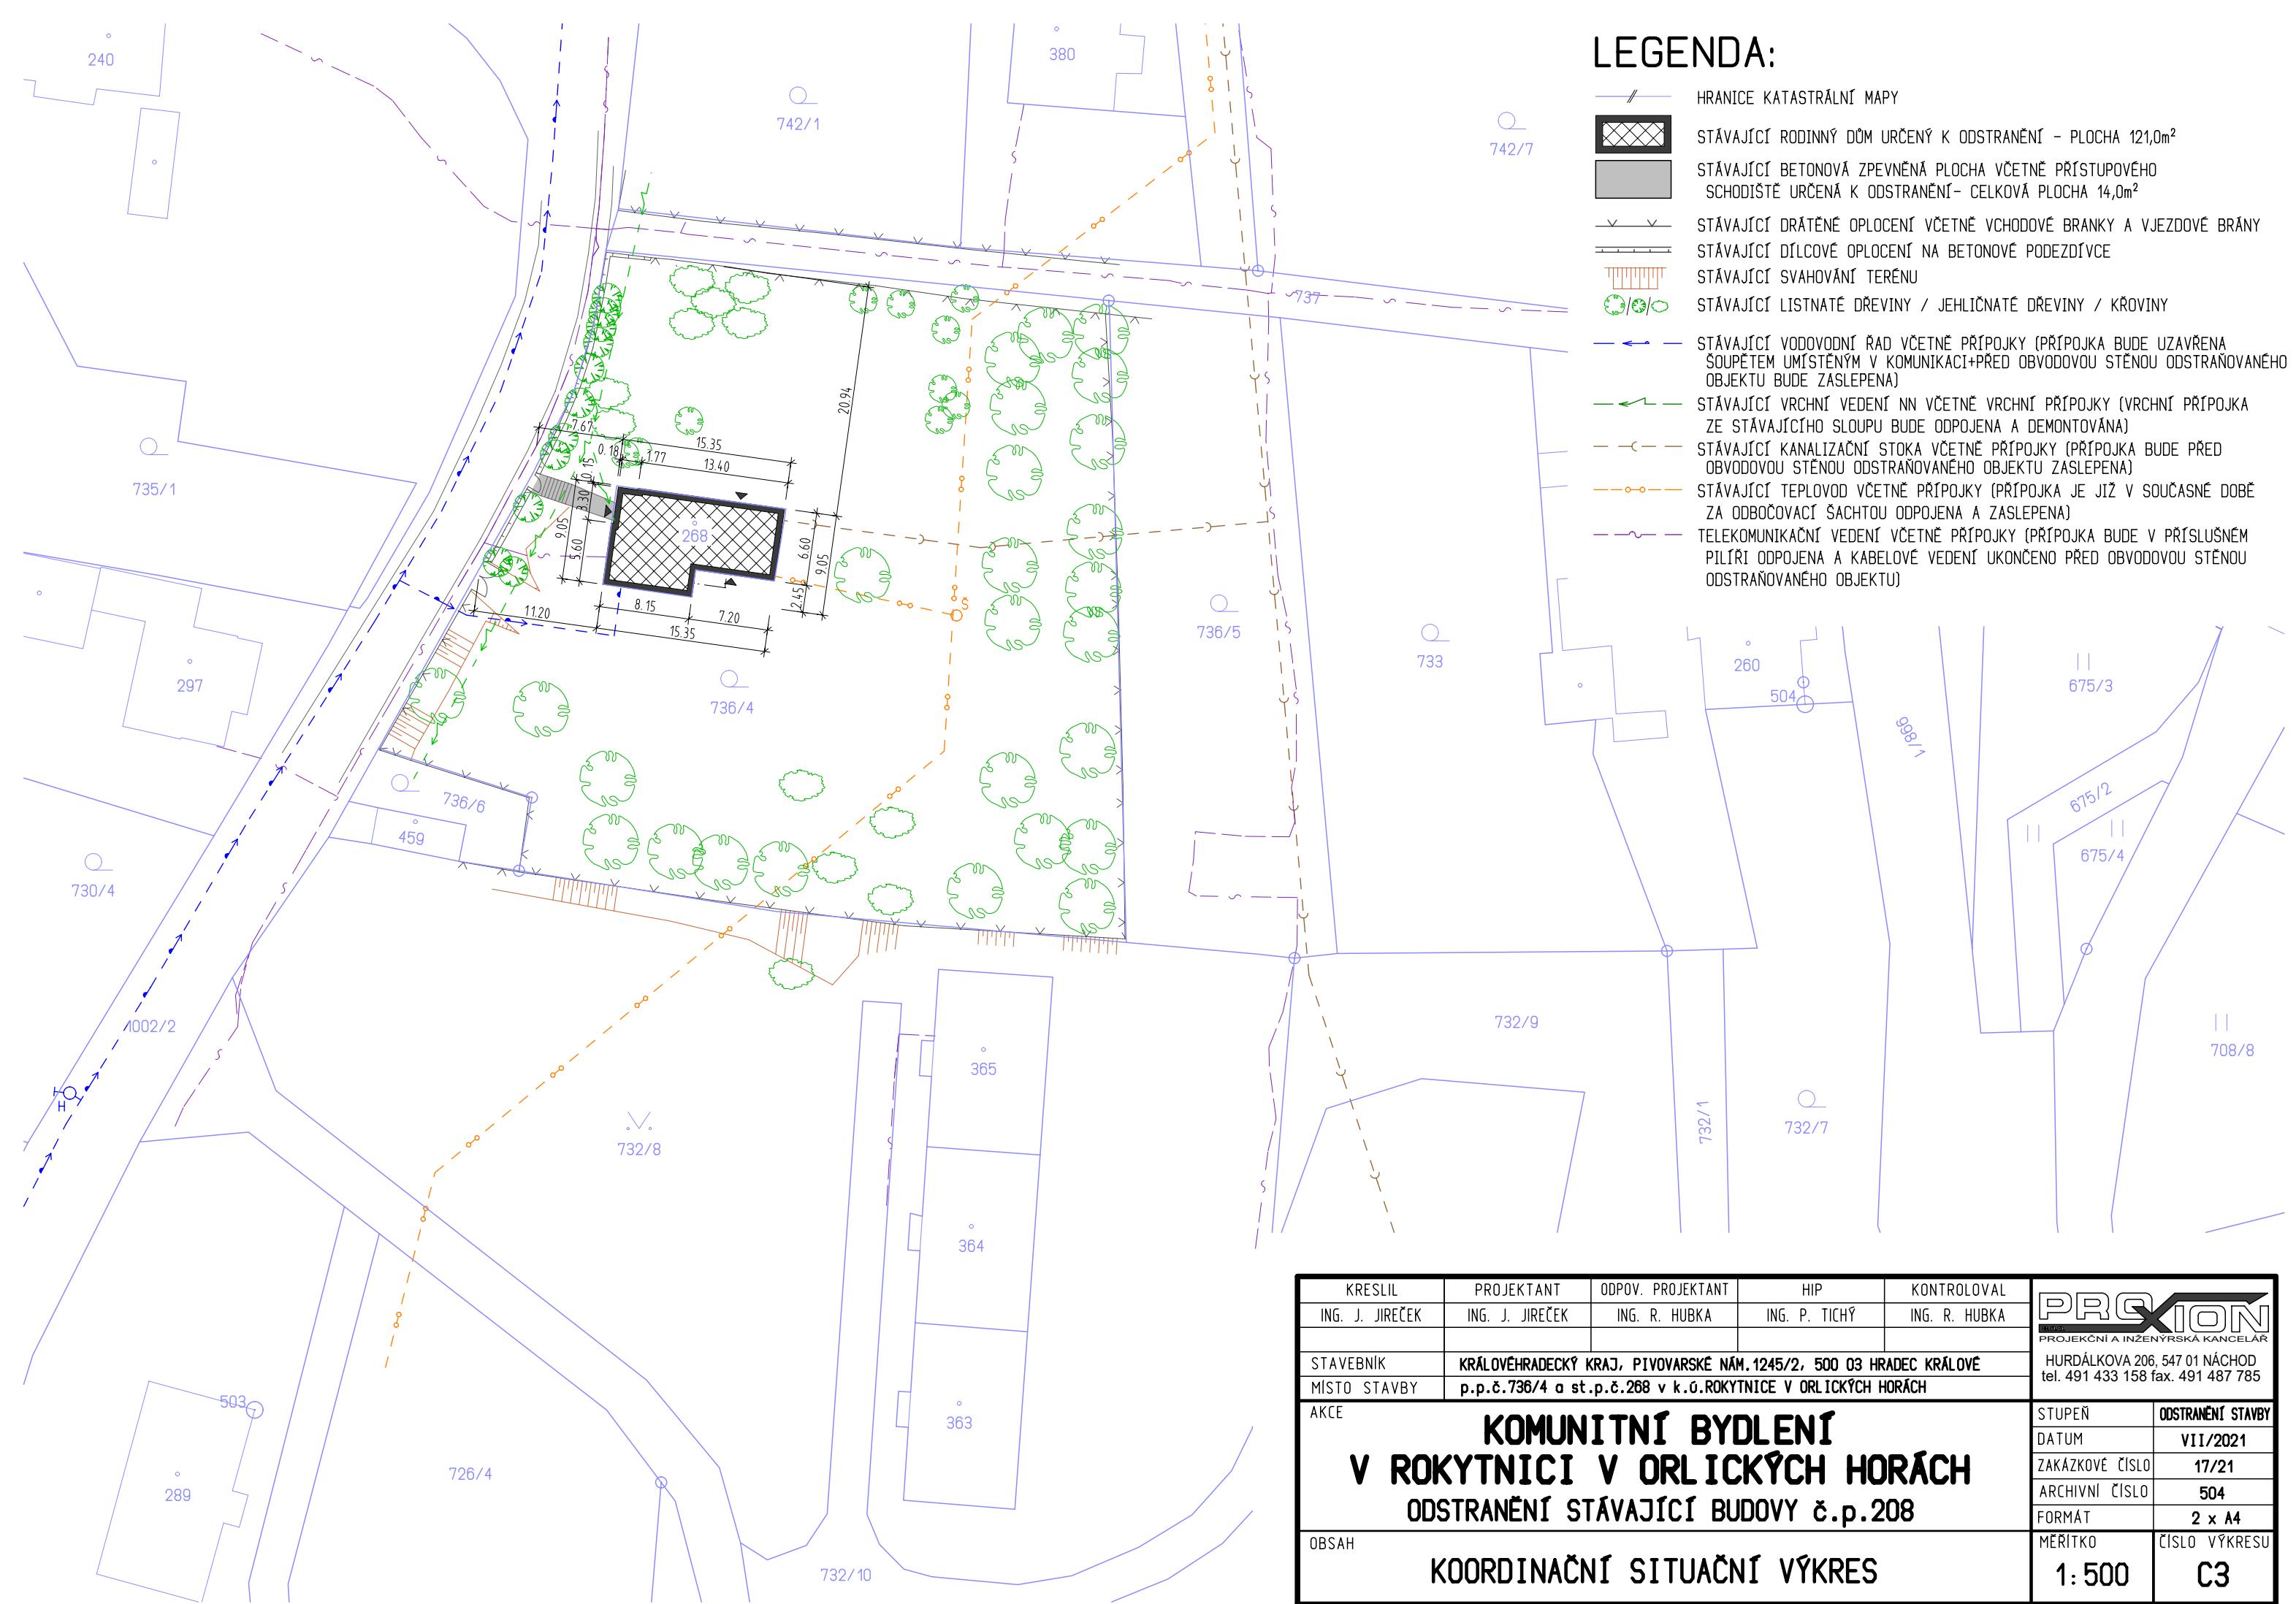 LEGENDA:
HRANICE KATASTRÁLNÍ MAPY
STÁVAJÍCÍ RODINNÝ DŮM URČENÝ K ODSTRANĚNÍ - PLOCHA 121,0m²
STÁVAJÍCÍ BETONOVÁ ZPEVNĚNÁ PLOCHA VČETNĚ PŘÍSTUPOVÉHO
SCHODIŠTĚ URČENÁ K ODSTRANĚNÍ- CELKOVÁ PLOCHA 14,0m²
STÁVAJÍCÍ DRÁTĚNÉ OPLOCENÍ VČETNĚ VCHODOVÉ BRANKY A VJEZDOVÉ BRÁNY
STÁVAJÍCÍ DÍLCOVÉ OPLOCENÍ NA BETONOVÉ PODEZDÍVCE
STÁVAJÍCÍ SVAHOVÁNÍ TERÉNU
STÁVAJÍCÍ LISTNATÉ DŘEVINY / JEHLIČNATÉ DŘEVINY / KŘOVINY
STÁVAJÍCÍ VODOVODNÍ ŘAD VČETNĚ PŘÍPOJKY (PŘÍPOJKA BUDE UZAVŘENA
ŠOUPĚTEM UMÍSTĚNÝM V KOMUNIKACI+PŘED OBVODOVOU STĚNOU ODSTRAŇOVANÉHO
OBJEKTU BUDE ZASLEPENA)
STÁVAJÍCÍ VRCHNÍ VEDENÍ NN VČETNĚ VRCHNÍ PŘÍPOJKY (VRCHNÍ PŘÍPOJKA
ZE STÁVAJÍCÍHO SLOUPU BUDE ODPOJENA A DEMONTOVÁNA)
STÁVAJÍCÍ KANALIZAČNÍ STOKA VČETNĚ PŘÍPOJKY (PŘÍPOJKA BUDE PŘED
OBVODOVOU STĚNOU ODSTRAŇOVANÉHO OBJEKTU ZASLEPENA)
STÁVAJÍCÍ TEPLOVOD VČETNĚ PŘÍPOJKY (PŘÍPOJKA JE JIŽ V SOUČASNÉ DOBĚ
ZA ODBOČOVACÍ ŠACHTOU ODPOJENA A ZASLEPENA)
TELEKOMUNIKAČNÍ VEDENÍ VČETNĚ PŘÍPOJKY (PŘÍPOJKA BUDE V PŘÍSLUŠNÉM
PILÍŘI ODPOJENA A KABELOVÉ VEDENÍ UKONČENO PŘED OBVODOVOU STĚNOU
ODSTRAŇOVANÉHO OBJEKTU)
240
380
742/1
742/7
737
735/1
20.94
7.67
15.35
0.18
1.77
13.40
0.15
3.30
9.05
5.60
268
6.60
9.05
2.45
Š
11.20
8.15
7.20
15.35
736/4
736/5
733
260
504
998/1
675/3
675/2
675/4
708/8
297
736/6
459
730/4
1002/2
H
732/8
732/9
732/1
732/7
365
364
363
503
289
726/4
732/10
KRESLIL PROJEKTANT ODPOV. PROJEKTANT HIP KONTROLOVAL
ING. J. JIREČEK ING. J. JIREČEK ING. R. HUBKA ING. P. TICHÝ ING. R. HUBKA
STAVEBNÍK KRÁLOVÉHRADECKÝ KRAJ, PIVOVARSKÉ NÁM.1245/2, 500 03 HRADEC KRÁLOVÉ
MÍSTO STAVBY p.p.č.736/4 a st.p.č.268 v k.ú.ROKYTNICE V ORLICKÝCH HORÁCH
PROXION
PROJEKČNÍ A INŽENÝRSKÁ KANCELÁŘ
HURDÁLKOVA 206, 547 01 NÁCHOD
tel. 491 433 158 fax. 491 487 785
AKCE
KOMUNITNÍ BYDLENÍ
V ROKYTNICI V ORLICKÝCH HORÁCH
ODSTRANĚNÍ STÁVAJÍCÍ BUDOVY č.p.208
STUPEŇ ODSTRANĚNÍ STAVBY
DATUM VII/2021
ZAKÁZKOVÉ ČÍSLO 17/21
ARCHIVNÍ ČÍSLO 504
FORMÁT 2 x A4
OBSAH
KOORDINAČNÍ SITUAČNÍ VÝKRES
MĚŘÍTKO ČÍSLO VÝKRESU
1:500 C3